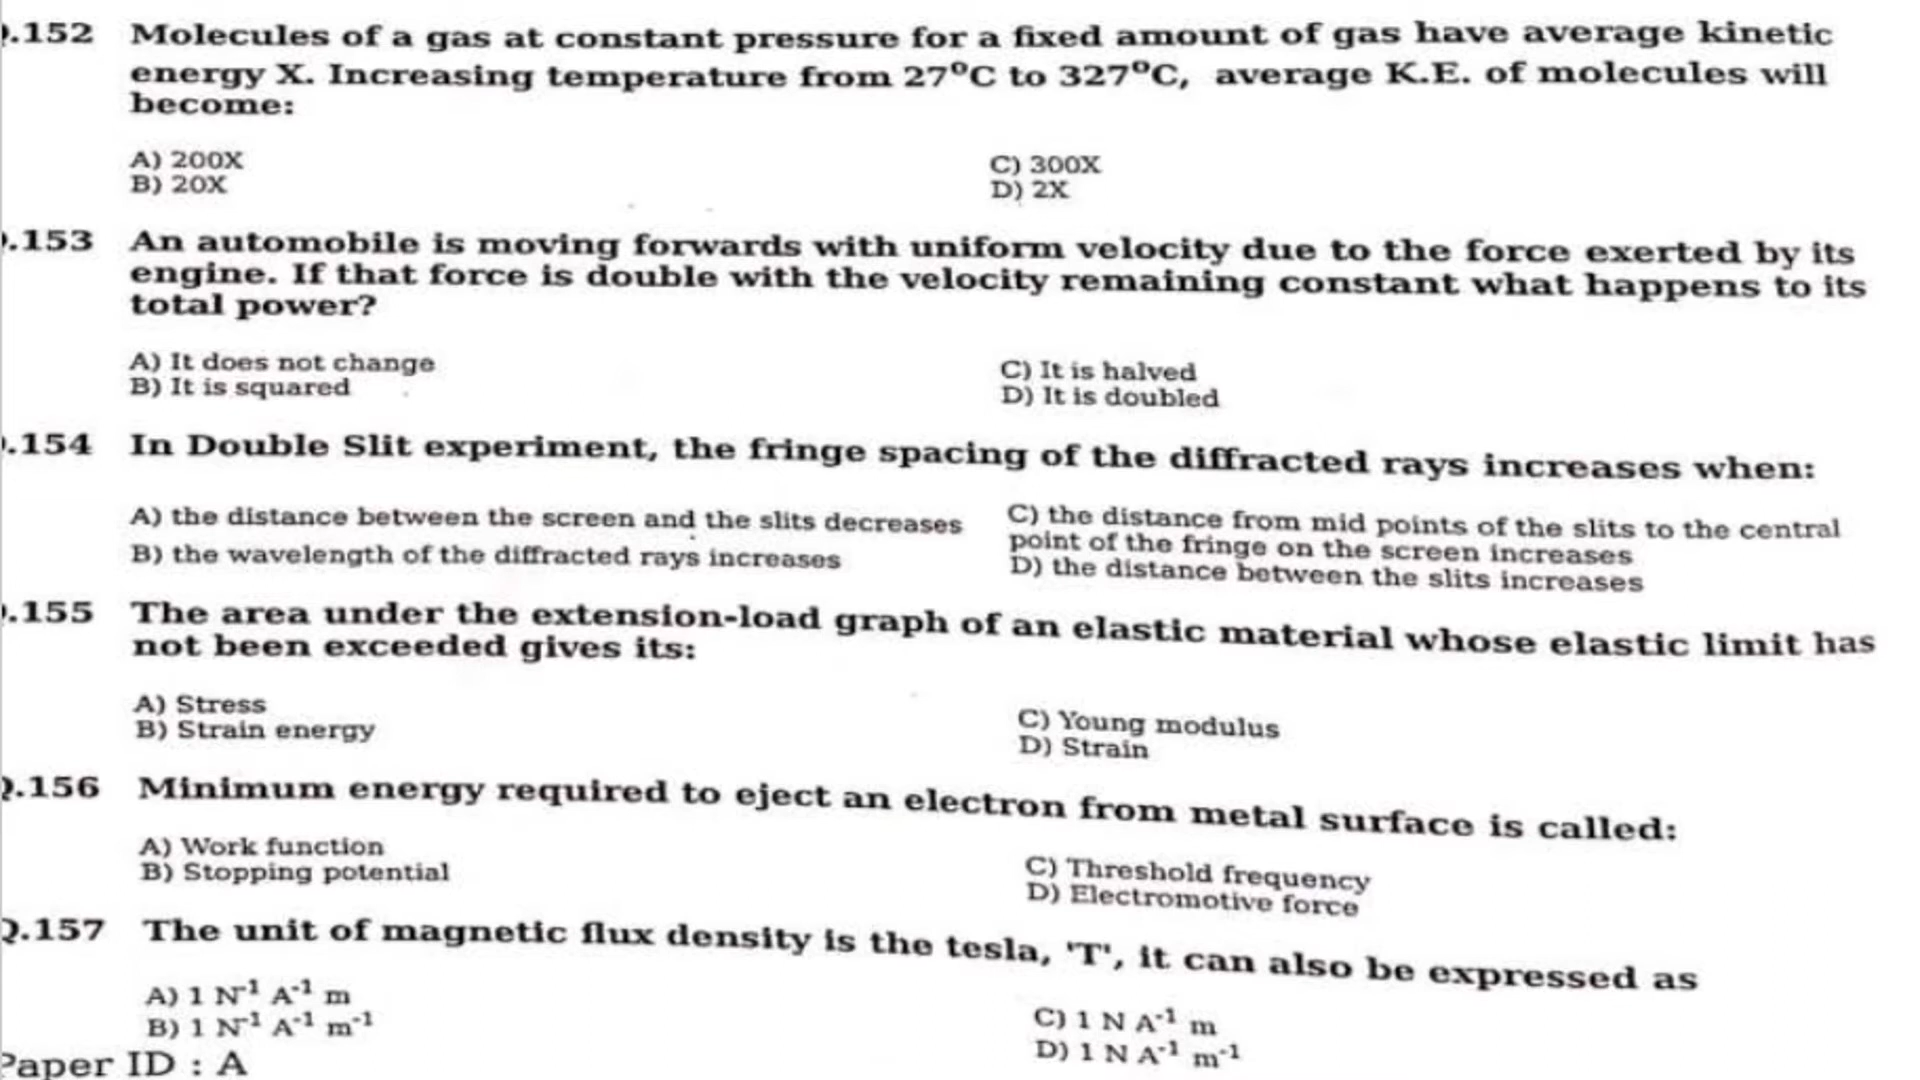 .152 Molecules of a gas at constant pressure for a fixed amount of gas have average kinetic
energy X. Increasing temperature from 27⁰C to 327⁰C, average K.E. of molecules will
become:
A) 200X
B) 20X
C) 300X
D) 2X
.153 An automobile is moving forwards with uniform velocity due to the force exerted by its
engine. If that force is double with the velocity remaining constant what happens to its
total power?
A) It does not change
B) It is squared
C) It is halved
D) It is doubled
.154 In Double Slit experiment, the fringe spacing of the diffracted rays increases when:
A) the distance between the screen and the slits decreases
B) the wavelength of the diffracted rays increases
C) the distance from mid points of the slits to the central
point of the fringe on the screen increases
D) the distance between the slits increases
.155 The area under the extension-load graph of an elastic material whose elastic limit has
not been exceeded gives its:
A) Stress
B) Strain energy
C) Young modulus
D) Strain
Q.156 Minimum energy required to eject an electron from metal surface is called:
A) Work function
B) Stopping potential
C) Threshold frequency
D) Electromotive force
Q.157 The unit of magnetic flux density is the tesla, 'T', it can also be expressed as
A) 1 N⁻¹ A⁻¹ m
B) 1 N⁻¹ A⁻¹ m⁻¹
C) 1 N A⁻¹ m
D) 1 N A⁻¹ m⁻¹
Paper ID : A